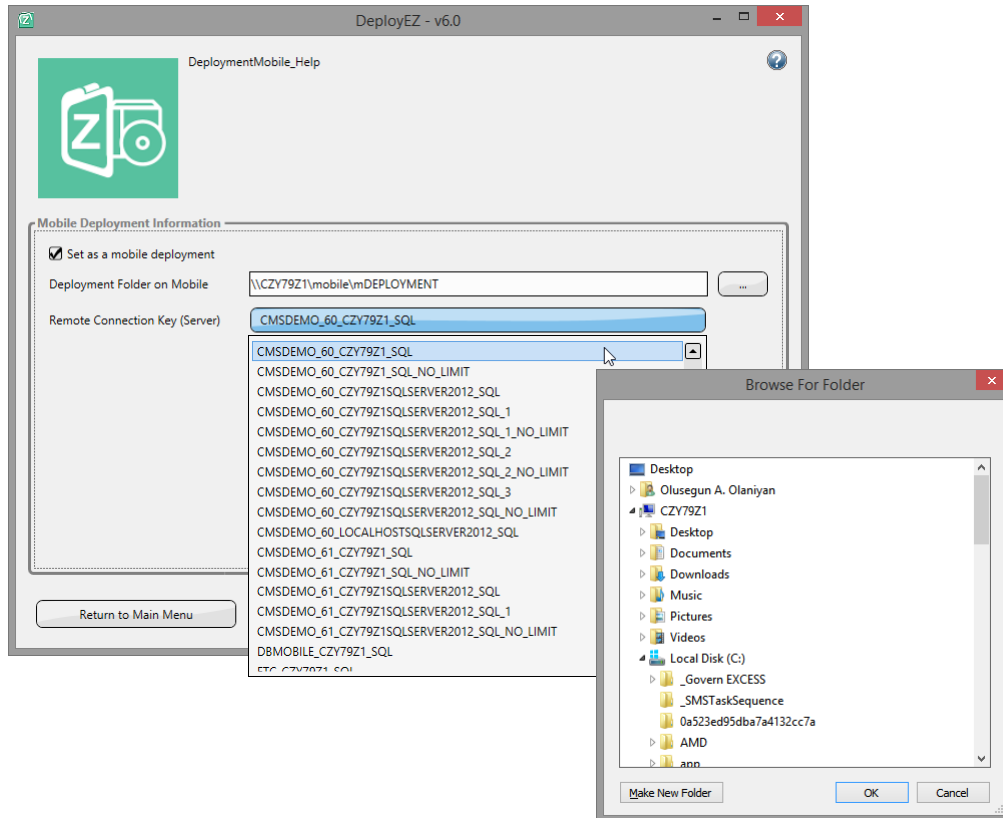 DeployEZ - v6.0
DeploymentMobile_Help
?
Z
Mobile Deployment Information
Set as a mobile deployment
Deployment Folder on Mobile
\\CZY79Z1\mobile\mDEPLOYMENT
...
Remote Connection Key (Server)
CMSDEMO_60_CZY79Z1_SQL
CMSDEMO_60_CZY79Z1_SQL
CMSDEMO_60_CZY79Z1_SQL_NO_LIMIT
CMSDEMO_60_CZY79Z1SQLSERVER2012_SQL
CMSDEMO_60_CZY79Z1SQLSERVER2012_SQL_1
CMSDEMO_60_CZY79Z1SQLSERVER2012_SQL_1_NO_LIMIT
CMSDEMO_60_CZY79Z1SQLSERVER2012_SQL_2
CMSDEMO_60_CZY79Z1SQLSERVER2012_SQL_2_NO_LIMIT
CMSDEMO_60_CZY79Z1SQLSERVER2012_SQL_3
CMSDEMO_60_CZY79Z1SQLSERVER2012_SQL_NO_LIMIT
CMSDEMO_60_LOCALHOSTSQLSERVER2012_SQL
CMSDEMO_61_CZY79Z1_SQL
CMSDEMO_61_CZY79Z1_SQL_NO_LIMIT
CMSDEMO_61_CZY79Z1SQLSERVER2012_SQL
CMSDEMO_61_CZY79Z1SQLSERVER2012_SQL_1
CMSDEMO_61_CZY79Z1SQLSERVER2012_SQL_NO_LIMIT
DBMOBILE_CZY79Z1_SQL
Return to Main Menu
Browse For Folder
Desktop
Olusegun A. Olaniyan
CZY79Z1
Desktop
Documents
Downloads
Music
Pictures
Videos
Local Disk (C:)
_Govern EXCESS
_SMSTaskSequence
0a523ed95dba7a4132cc7a
AMD
app
Make New Folder
OK
Cancel